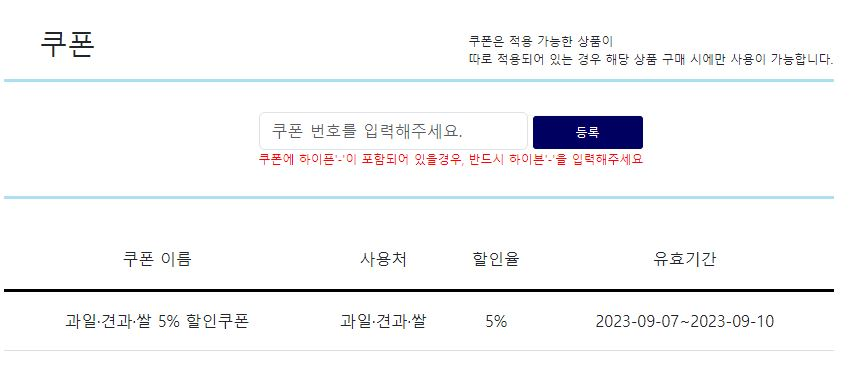 쿠폰
쿠폰은 적용 가능한 상품이
따로 적용되어 있는 경우 해당 상품 구매 시에만 사용이 가능합니다.
쿠폰 번호를 입력해주세요.
등록
쿠폰에 하이픈'-'이 포함되어 있을경우, 반드시 하이븐'-'을 입력해주세요
쿠폰 이름 사용처 할인율 유효기간
과일·견과·쌀 5% 할인쿠폰 과일·견과·쌀 5% 2023-09-07~2023-09-10